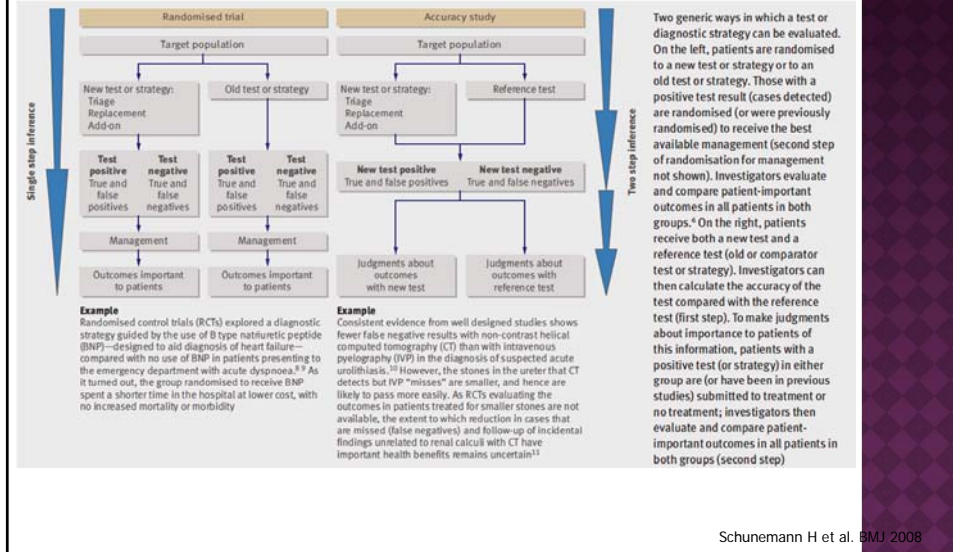 Randomised trial
Target population
New test or strategy:
Triage
Replacement
Add-on
Old test or strategy
Test
positive
True and
false
positives
Test
negative
True and
false
negatives
Test
positive
True and
false
positives
Test
negative
True and
false
negatives
Management
Management
Outcomes important
to patients
Outcomes important
to patients
Single step inference
Example
Randomised control trials (RCTs) explored a diagnostic
strategy guided by the use of B type natriuretic peptide
(BNP)—designed to aid diagnosis of heart failure—
compared with no use of BNP in patients presenting to
the emergency department with acute dyspnoea.8 9 As
it turned out, the group randomised to receive BNP
spent a shorter time in the hospital at lower cost, with
no increased mortality or morbidity
Accuracy study
Target population
New test or strategy:
Triage
Replacement
Add-on
Reference test
New test positive
True and false positives
New test negative
True and false negatives
Judgments about
outcomes
with new test
Judgments about
outcomes with
reference test
Two step inference
Example
Consistent evidence from well designed studies shows
fewer false negative results with non-contrast helical
computed tomography (CT) than with intravenous
pyelography (IVP) in the diagnosis of suspected acute
urolithiasis.10 However, the stones in the ureter that CT
detects but IVP "misses" are smaller, and hence are
likely to pass more easily. As RCTs evaluating the
outcomes in patients treated for smaller stones are not
available, the extent to which reduction in cases that
are missed (false negatives) and follow-up of incidental
findings unrelated to renal calculi with CT have
important health benefits remains uncertain11
Two generic ways in which a test or
diagnostic strategy can be evaluated.
On the left, patients are randomised
to a new test or strategy or to an
old test or strategy. Those with a
positive test result (cases detected)
are randomised (or were previously
randomised) to receive the best
available management (second step
of randomisation for management
not shown). Investigators evaluate
and compare patient-important
outcomes in all patients in both
groups.6 On the right, patients
receive both a new test and a
reference test (old or comparator
test or strategy). Investigators can
then calculate the accuracy of the
test compared with the reference
test (first step). To make judgments
about importance to patients of
this information, patients with a
positive test (or strategy) in either
group are (or have been in previous
studies) submitted to treatment or
no treatment; investigators then
evaluate and compare patient-
important outcomes in all patients in
both groups (second step)
Schunemann H et al. BMJ 2008